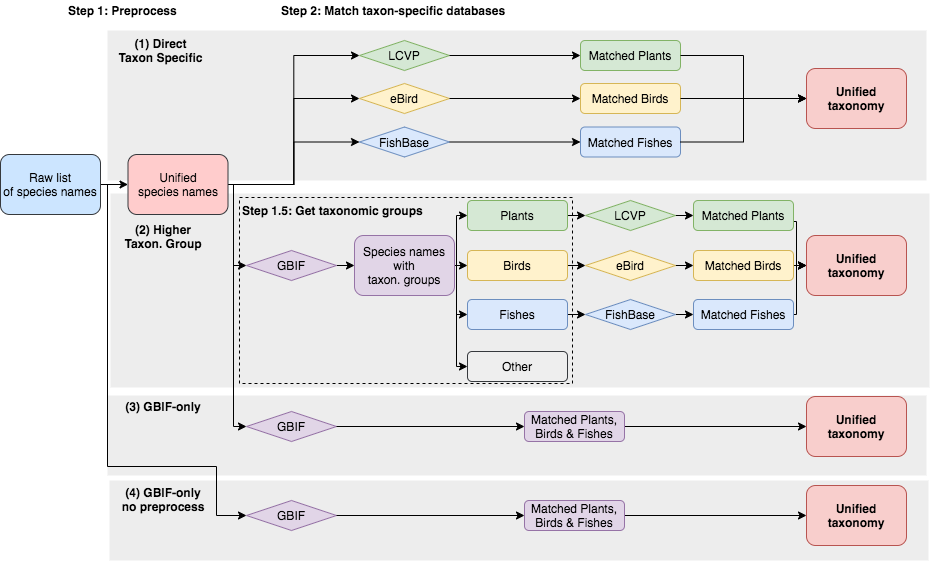 Step 1: Preprocess
Step 2: Match taxon-specific databases
(1) Direct
Taxon Specific
LCVP
Matched Plants
eBird
Matched Birds
FishBase
Matched Fishes
Unified
taxonomy
Raw list
of species names
Unified
species names
(2) Higher
Taxon. Group
Step 1.5: Get taxonomic groups
GBIF
Species names
with
taxon. groups
Plants
LCVP
Matched Plants
Birds
eBird
Matched Birds
Fishes
FishBase
Matched Fishes
Other
Unified
taxonomy
(3) GBIF-only
GBIF
Matched Plants,
Birds & Fishes
Unified
taxonomy
(4) GBIF-only
no preprocess
GBIF
Matched Plants,
Birds & Fishes
Unified
taxonomy